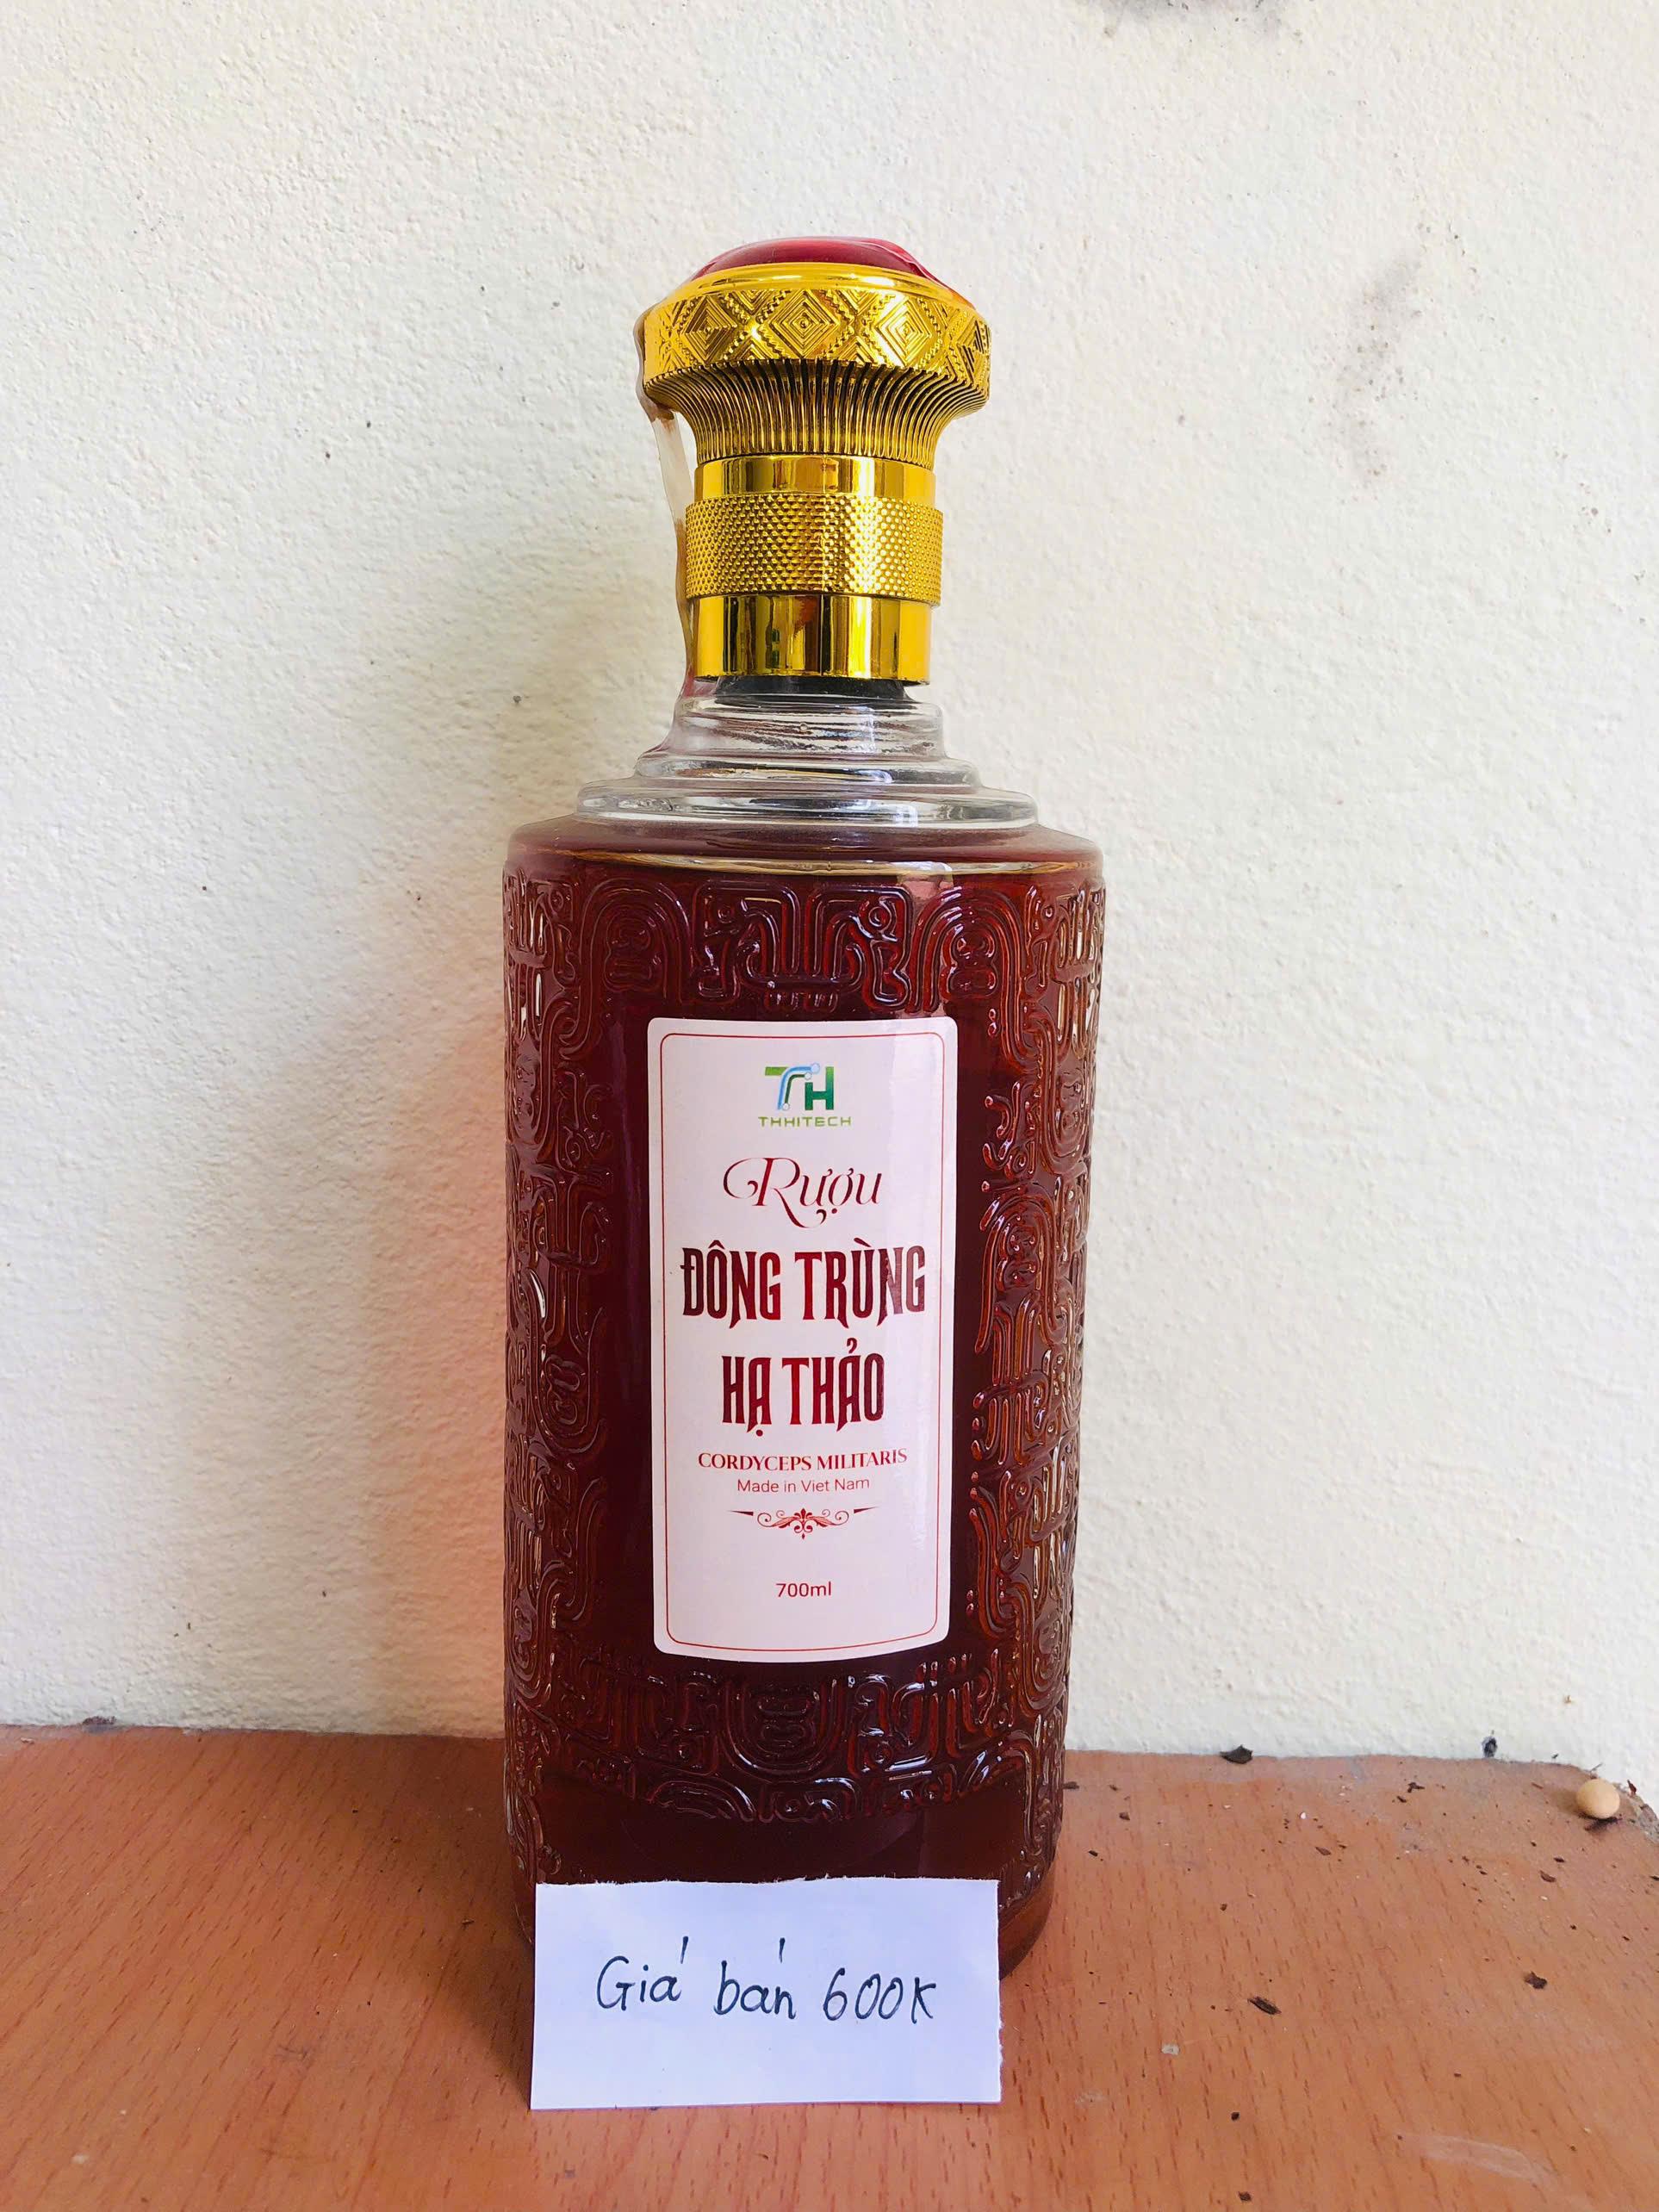 TH
THHITECH
Rượu
ĐÔNG TRÙNG
HẠ THẢO
CORDYCEPS MILITARIS
Made in Viet Nam
700ml
Giá bán 600K